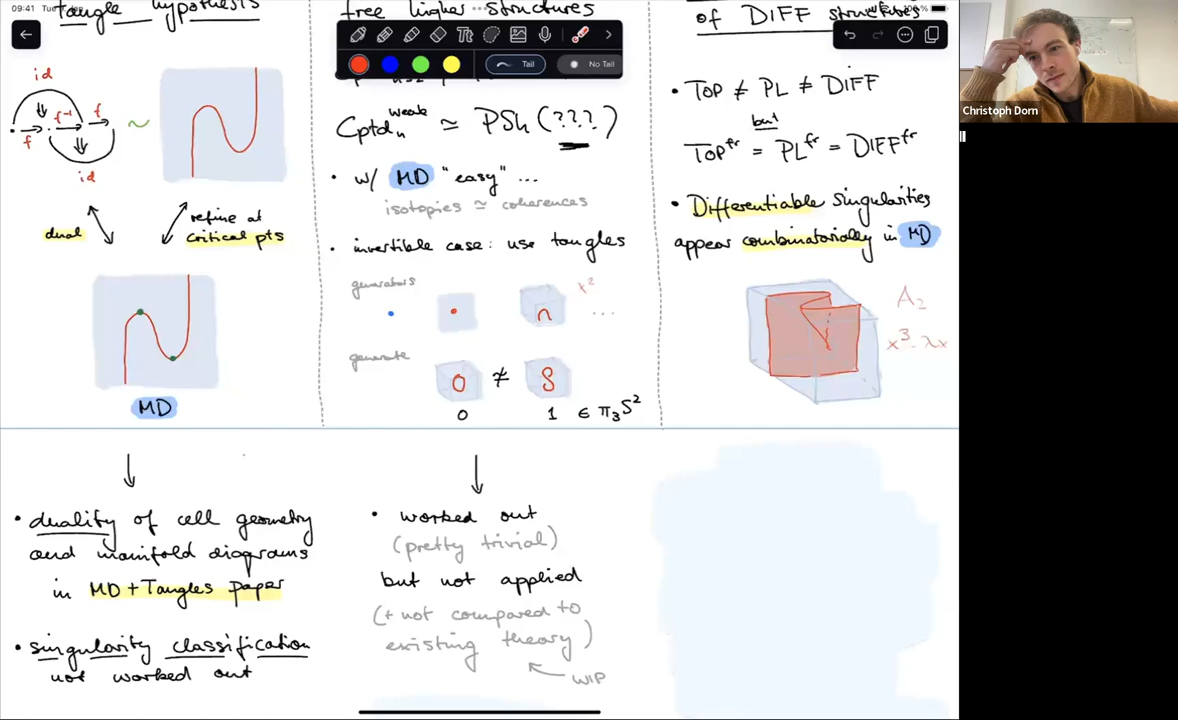 09:41 Tue
tangle hypothesis
id
f f⁻¹ f
id
~
dual
refine at
critical pts
MD
↓
• duality of cell geometry
and manifold diagrams
in MD + Tangles paper
• singularity classification
not worked out
free higher structures
Tail
No Tail
Cptdₙ weak ≃ PSh(???)
• w/ MD "easy" ...
isotopies ≃ coherences
• invertible case: use tangles
generators
x² ...
generate
≠
0 1 ∈ π₃S²
↓
• worked out
(pretty trivial)
but not applied
(+ not compared to
existing theory)
← WIP
of DIFF structures
• TOP ≠ PL ≠ DIFF
but
TOPᶠʳ = PLᶠʳ = DIFFᶠʳ
• Differentiable singularities
appear combinatorially in MD
A₂
x³ - λx
Christoph Dorn